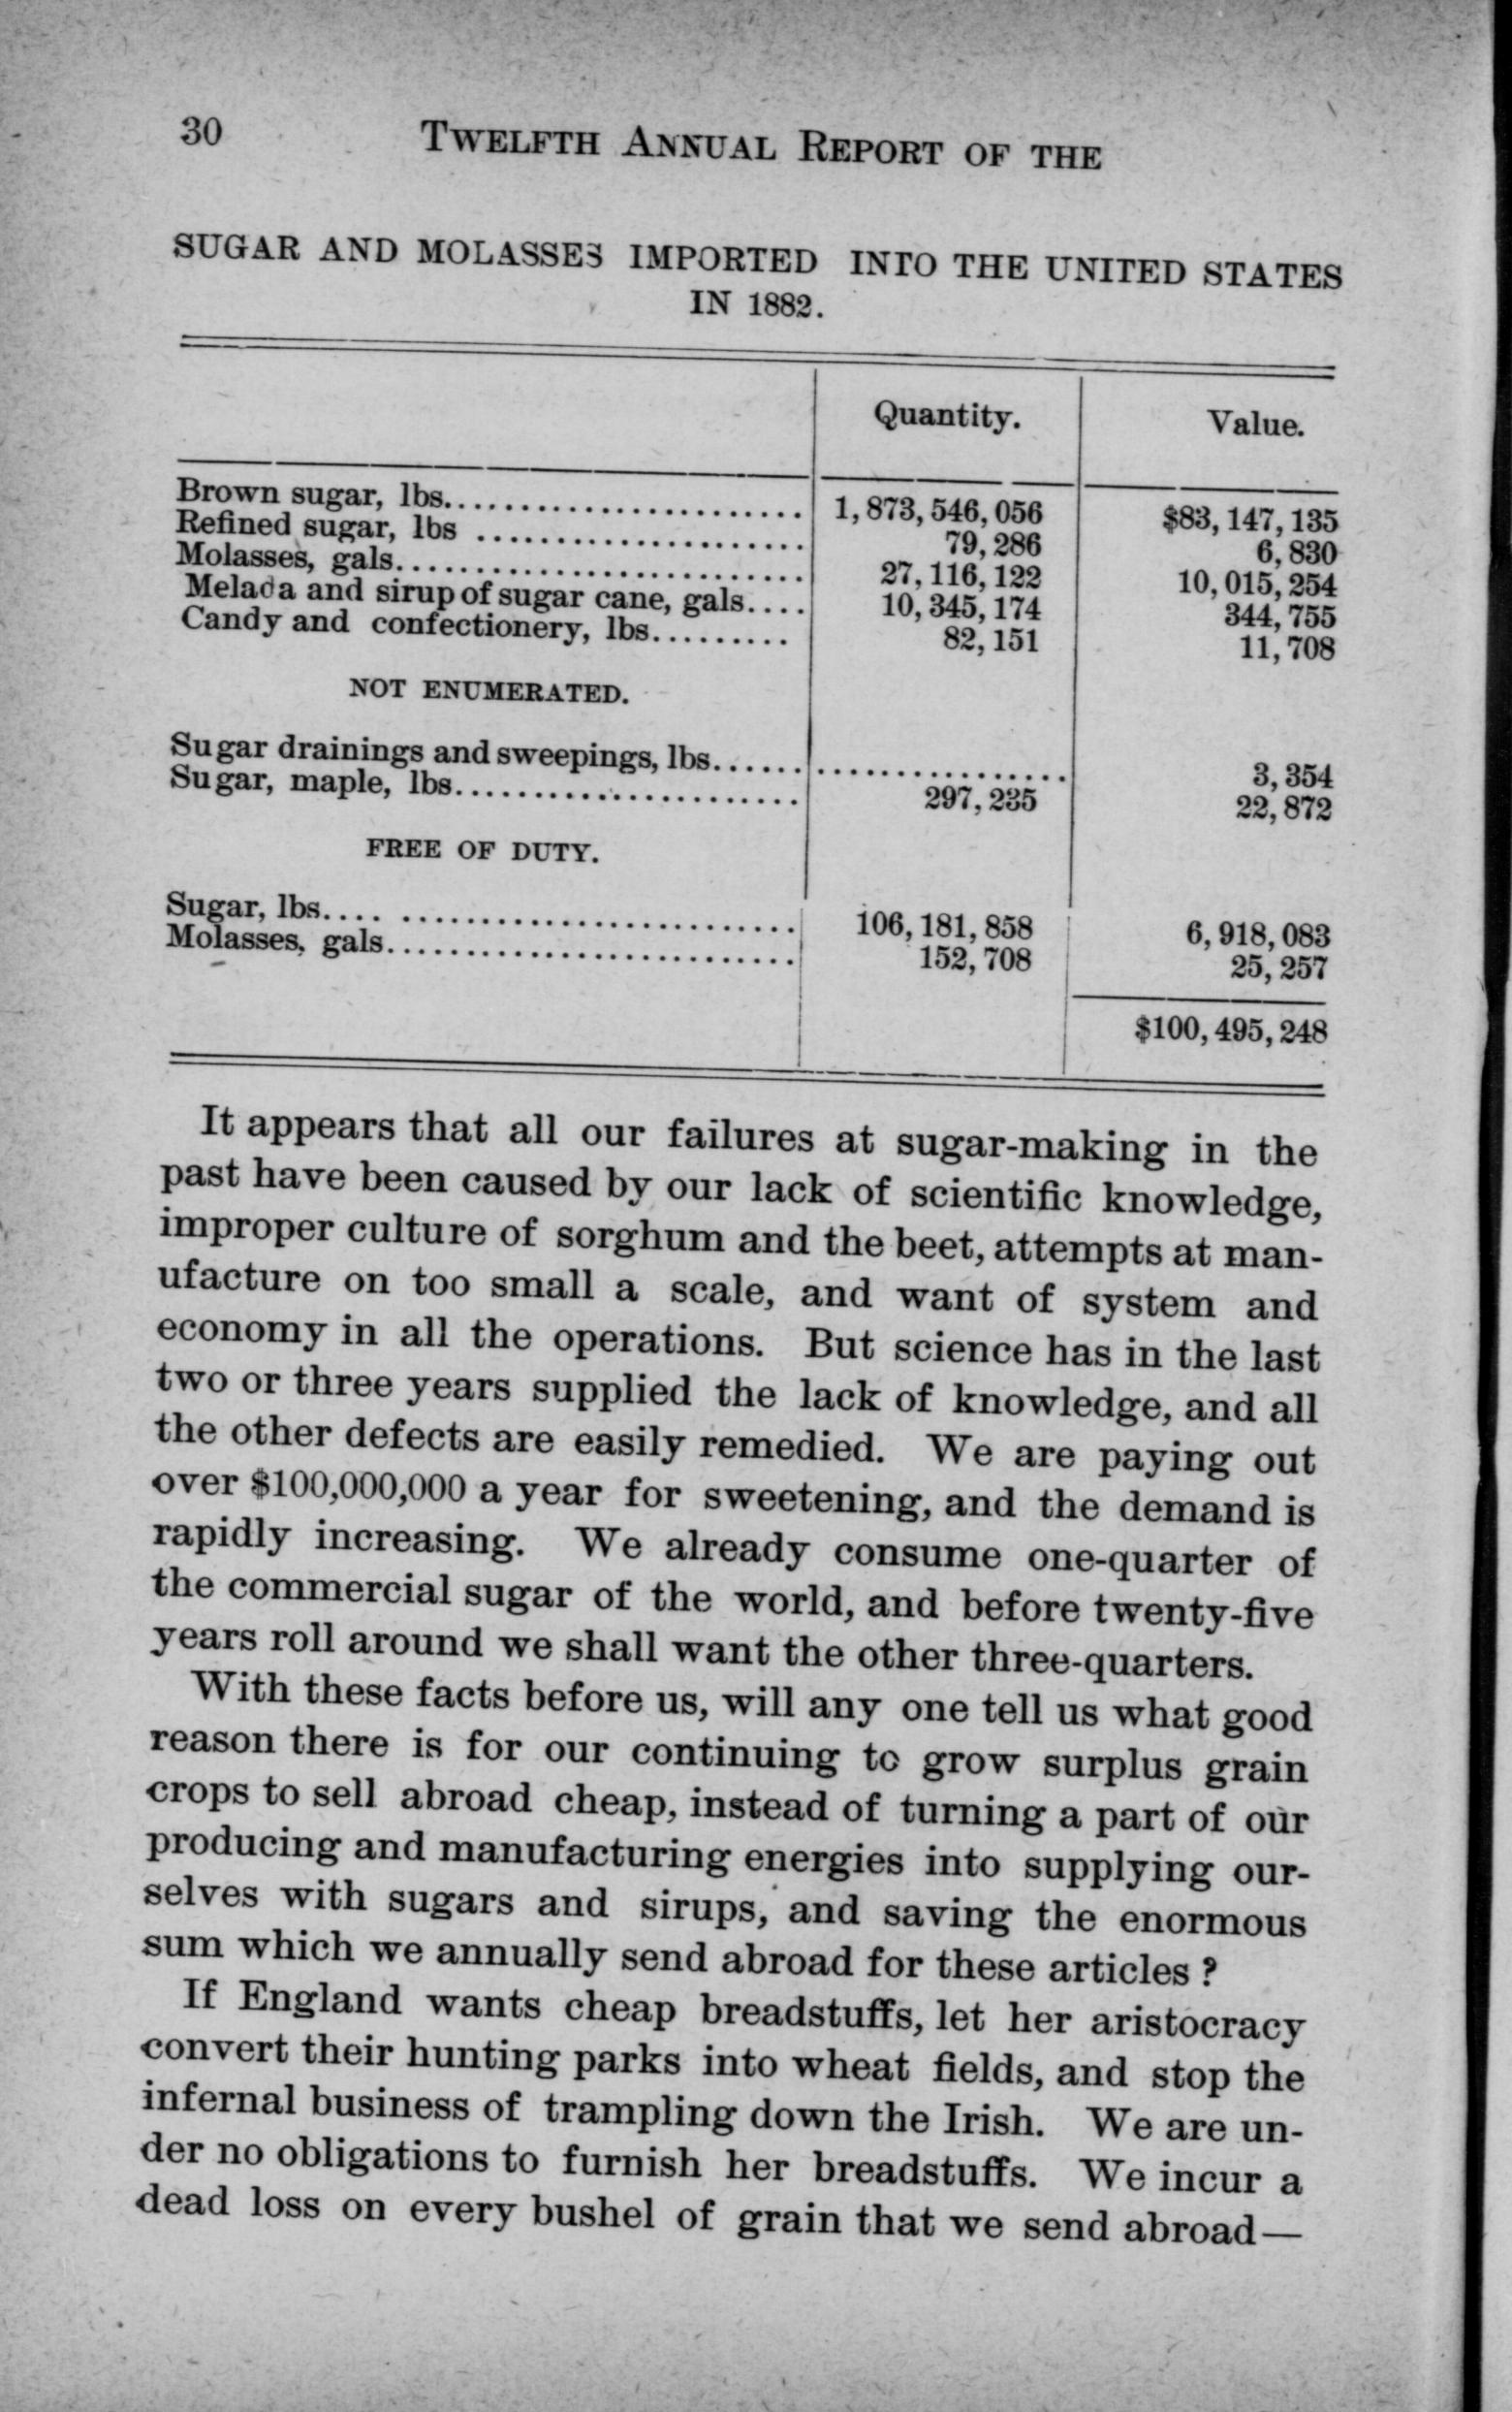 30 TWELFTH ANNUAL REPORT OF THE
SUGAR AND MOLASSES IMPORTED INTO THE UNITED STATES
IN 1882.
Quantity. Value.
Brown sugar, lbs........................ 1,873,546,056 $83,147,135
Refined sugar, lbs ..................... 79,286 6,830
Molasses, gals.......................... 27,116,122 10,015,254
Melada and sirup of sugar cane, gals.... 10,345,174 344,755
Candy and confectionery, lbs......... 82,151 11,708
NOT ENUMERATED.
Sugar drainings and sweepings, lbs...... ................ 3,354
Sugar, maple, lbs...................... 297,235 22,872
FREE OF DUTY.
Sugar, lbs.... ......................... 106,181,858 6,918,083
Molasses, gals.......................... 152,708 25,257
$100,495,248
It appears that all our failures at sugar-making in the
past have been caused by our lack of scientific knowledge,
improper culture of sorghum and the beet, attempts at man-
ufacture on too small a scale, and want of system and
economy in all the operations. But science has in the last
two or three years supplied the lack of knowledge, and all
the other defects are easily remedied. We are paying out
over $100,000,000 a year for sweetening, and the demand is
rapidly increasing. We already consume one-quarter of
the commercial sugar of the world, and before twenty-five
years roll around we shall want the other three-quarters.
With these facts before us, will any one tell us what good
reason there is for our continuing to grow surplus grain
crops to sell abroad cheap, instead of turning a part of our
producing and manufacturing energies into supplying our-
selves with sugars and sirups, and saving the enormous
sum which we annually send abroad for these articles ?
If England wants cheap breadstuffs, let her aristocracy
convert their hunting parks into wheat fields, and stop the
infernal business of trampling down the Irish. We are un-
der no obligations to furnish her breadstuffs. We incur a
dead loss on every bushel of grain that we send abroad—